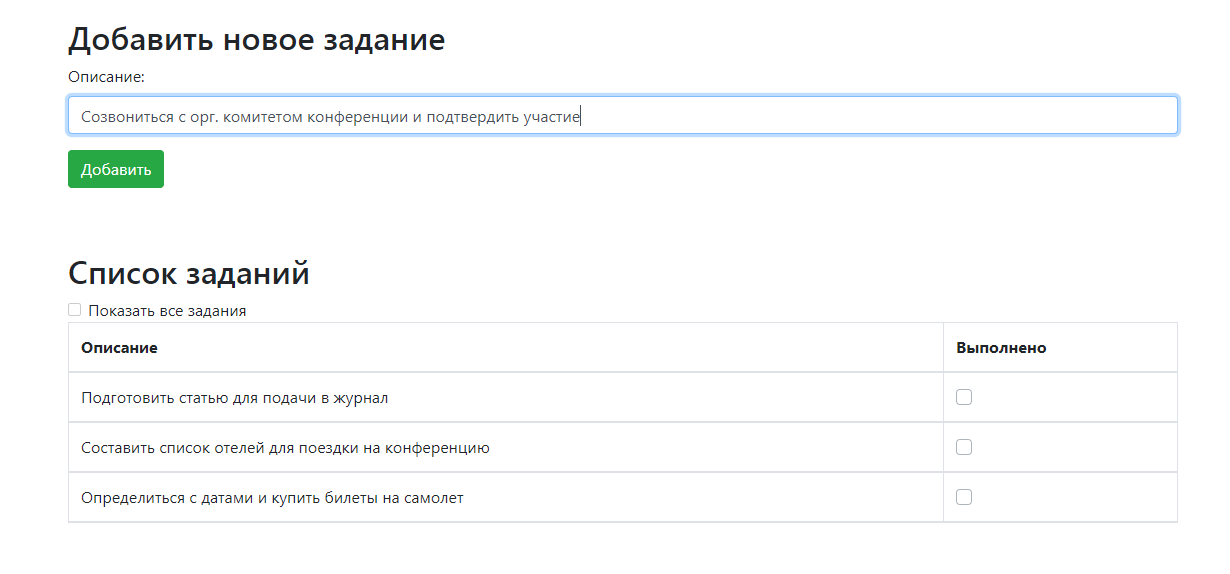 Добавить новое задание
Описание:
Созвониться с орг. комитетом конференции и подтвердить участие
Добавить
Список заданий
Показать все задания
Описание Выполнено
Подготовить статью для подачи в журнал
Составить список отелей для поездки на конференцию
Определиться с датами и купить билеты на самолет